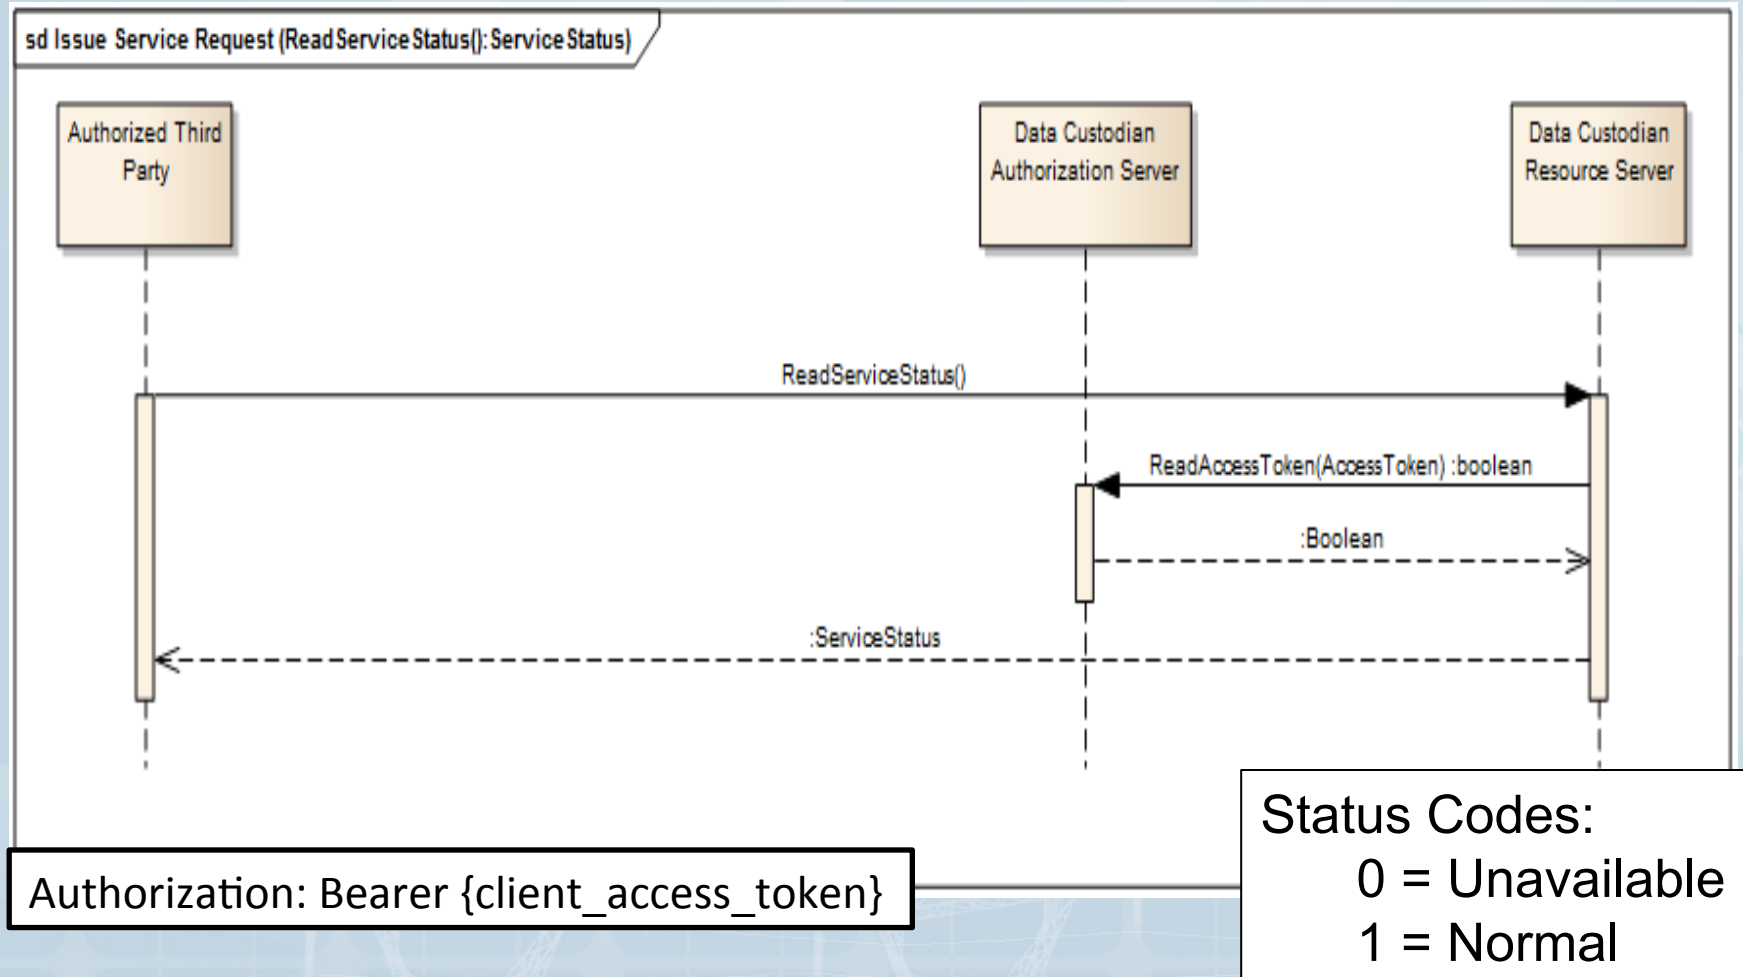 sd Issue Service Request (ReadServiceStatus():ServiceStatus)
Authorized Third
Party
Data Custodian
Authorization Server
Data Custodian
Resource Server
ReadServiceStatus()
ReadAccessToken(AccessToken) :boolean
:Boolean
:ServiceStatus
Status Codes:
0 = Unavailable
1 = Normal
Authorization: Bearer {client_access_token}